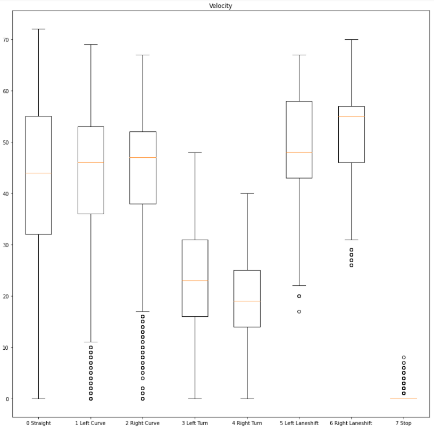 Velocity
70
60
50
40
30
20
10
0
0 Straight
1 Left Curve
2 Right Curve
3 Left Turn
4 Right Turn
5 Left Laneshift
6 Right Laneshift
7 Stop